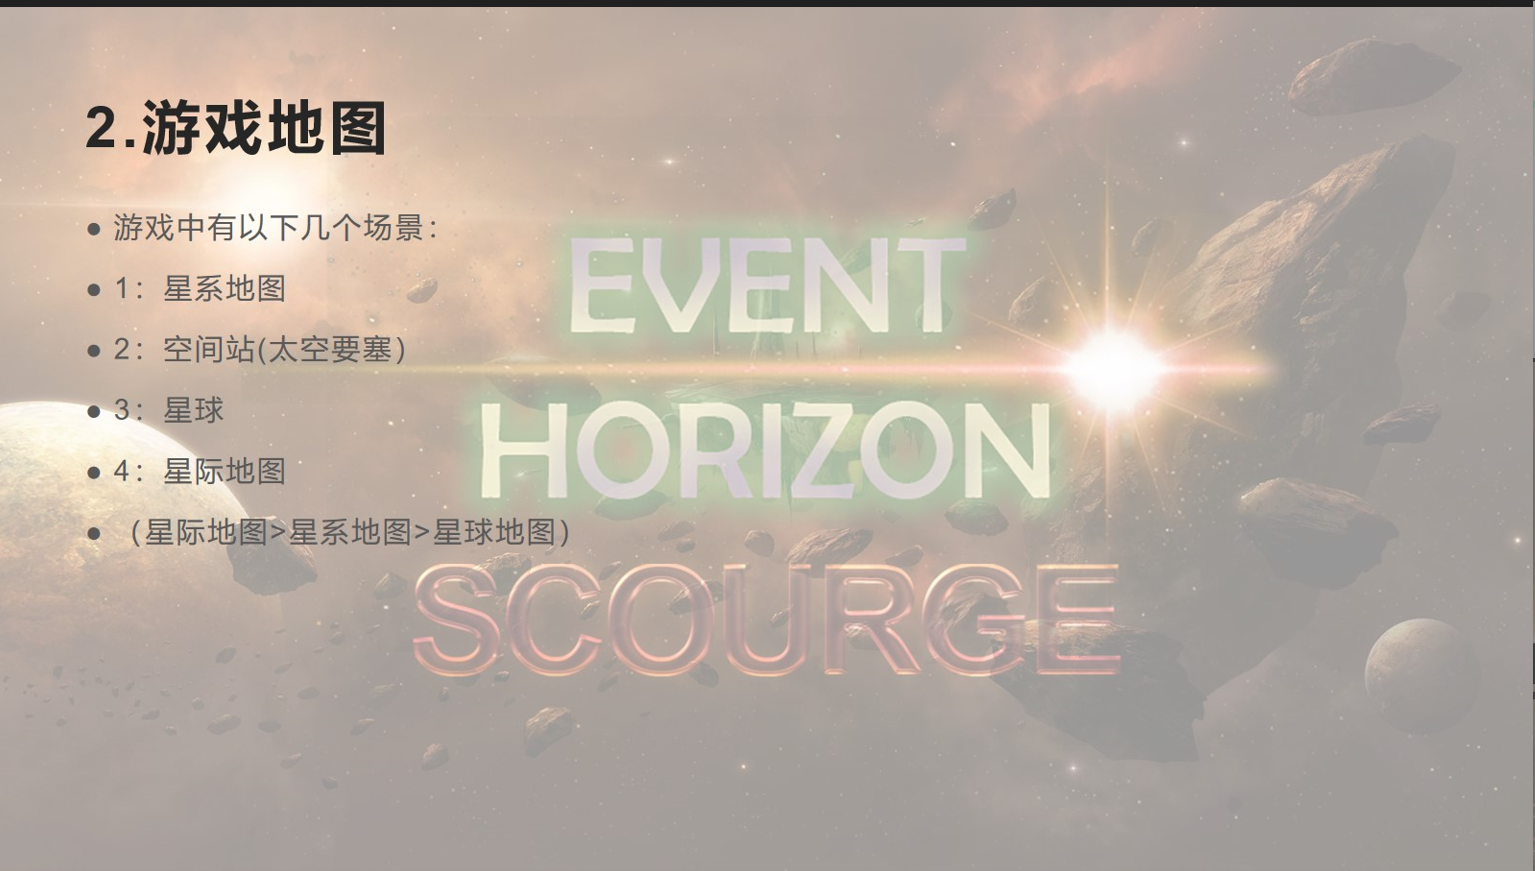 2.游戏地图
● 游戏中有以下几个场景：
● 1：星系地图
● 2：空间站(太空要塞)
● 3：星球
● 4：星际地图
● （星际地图>星系地图>星球地图）
EVENT
HORIZON
SCOURGE